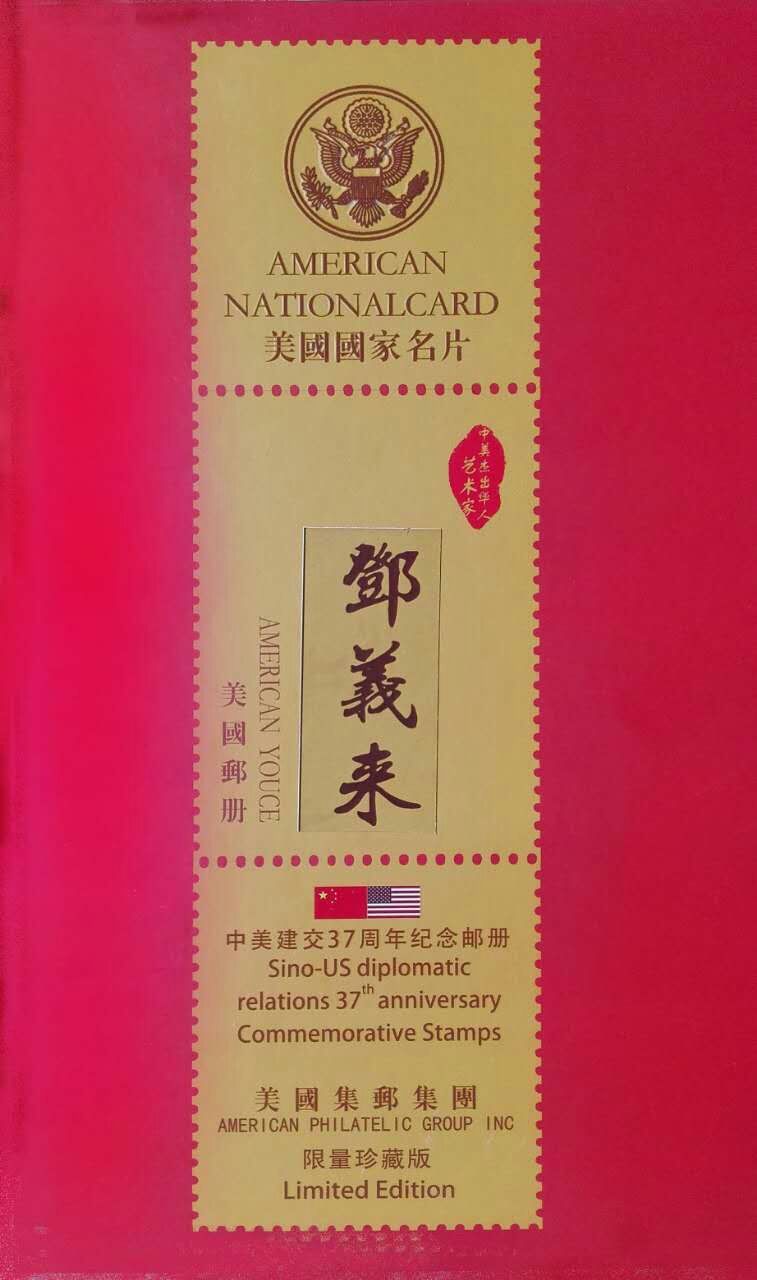 AMERICAN
NATIONALCARD
美國國家名片
中美杰出华人
艺术家
鄧義来
AMERICAN YOUCE
美國郵册
中美建交37周年纪念邮册
Sino-US diplomatic
relations 37th anniversary
Commemorative Stamps
美國集郵集團
AMERICAN PHILATELIC GROUP INC
限量珍藏版
Limited Edition